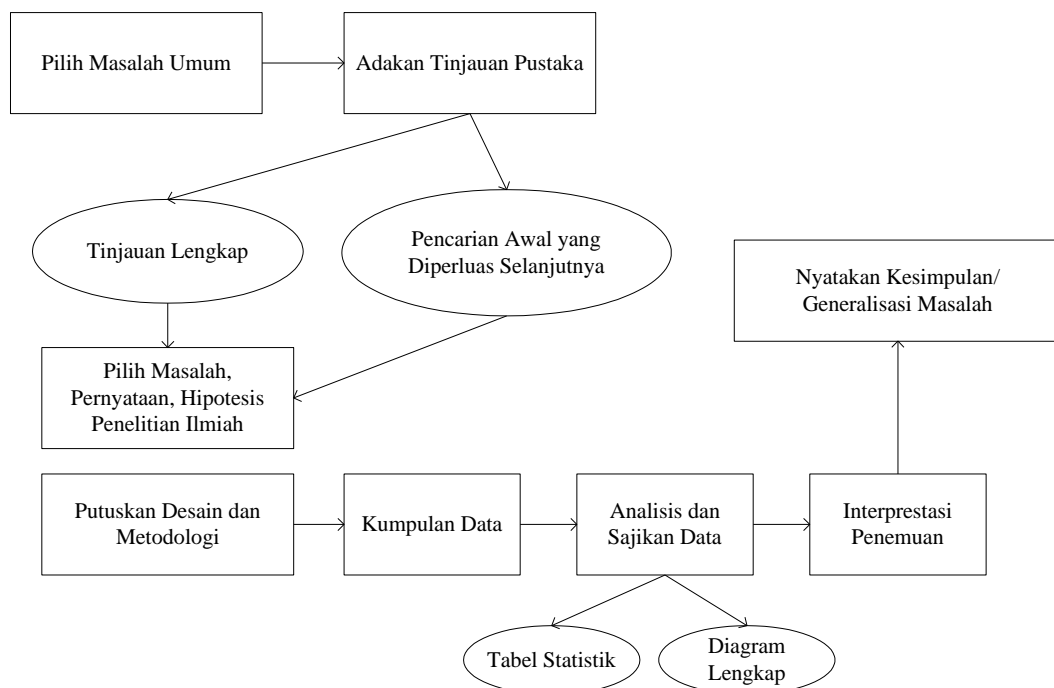 Pilih Masalah Umum
Adakan Tinjauan Pustaka
Tinjauan Lengkap
Pencarian Awal yang
Diperluas Selanjutnya
Nyatakan Kesimpulan/
Generalisasi Masalah
Pilih Masalah,
Pernyataan, Hipotesis
Penelitian Ilmiah
Putuskan Desain dan
Metodologi
Kumpulan Data
Analisis dan
Sajikan Data
Interprestasi
Penemuan
Tabel Statistik
Diagram
Lengkap